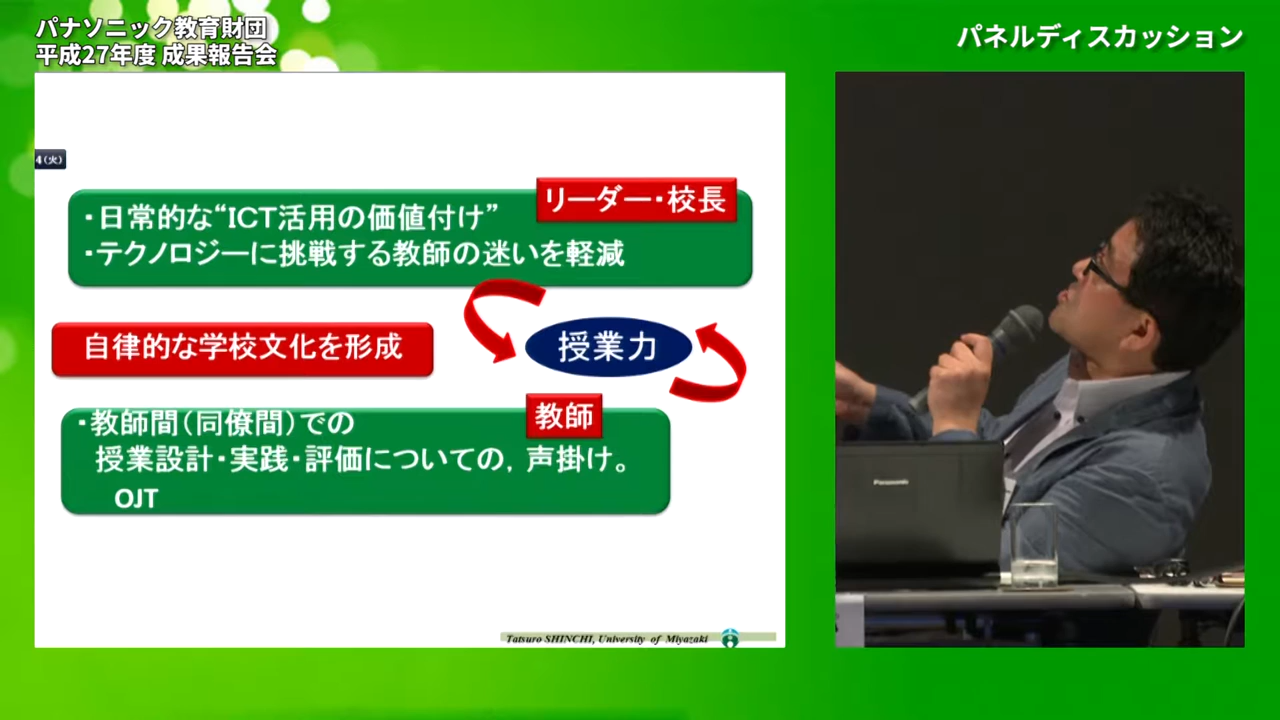 パナソニック教育財団
平成27年度 成果報告会
パネルディスカッション
4(火)
リーダー・校長
・日常的な“ICT活用の価値付け”
・テクノロジーに挑戦する教師の迷いを軽減
自律的な学校文化を形成
授業力
教師
・教師間(同僚間)での
授業設計・実践・評価についての，声掛け。
OJT
Tatsuro SHINCHI, University of Miyazaki
Panasonic